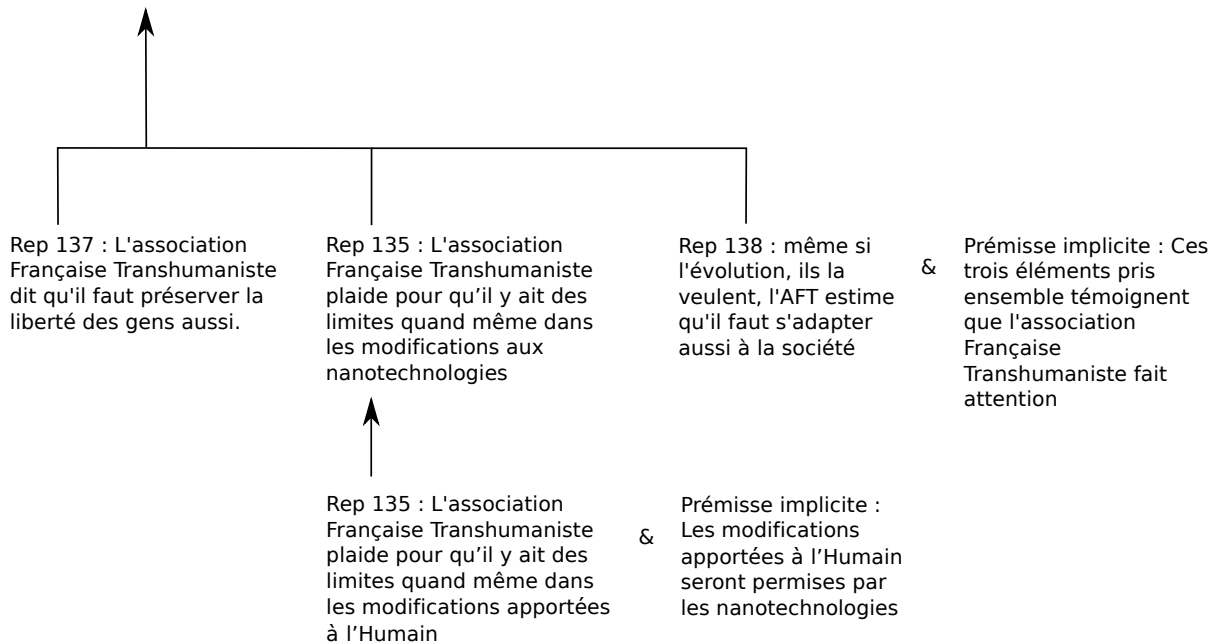 Rep 137 : L'association
Française Transhumaniste
dit qu'il faut préserver la
liberté des gens aussi.
Rep 135 : L'association
Française Transhumaniste
plaide pour qu’il y ait des
limites quand même dans
les modifications aux
nanotechnologies
Rep 138 : même si
l'évolution, ils la
veulent, l'AFT estime
qu'il faut s'adapter
aussi à la société
&
Prémisse implicite : Ces
trois éléments pris
ensemble témoignent
que l'association
Française
Transhumaniste fait
attention
Rep 135 : L'association
Française Transhumaniste
plaide pour qu’il y ait des
limites quand même dans
les modifications apportées
à l’Humain
&
Prémisse implicite :
Les modifications
apportées à l’Humain
seront permises par
les nanotechnologies